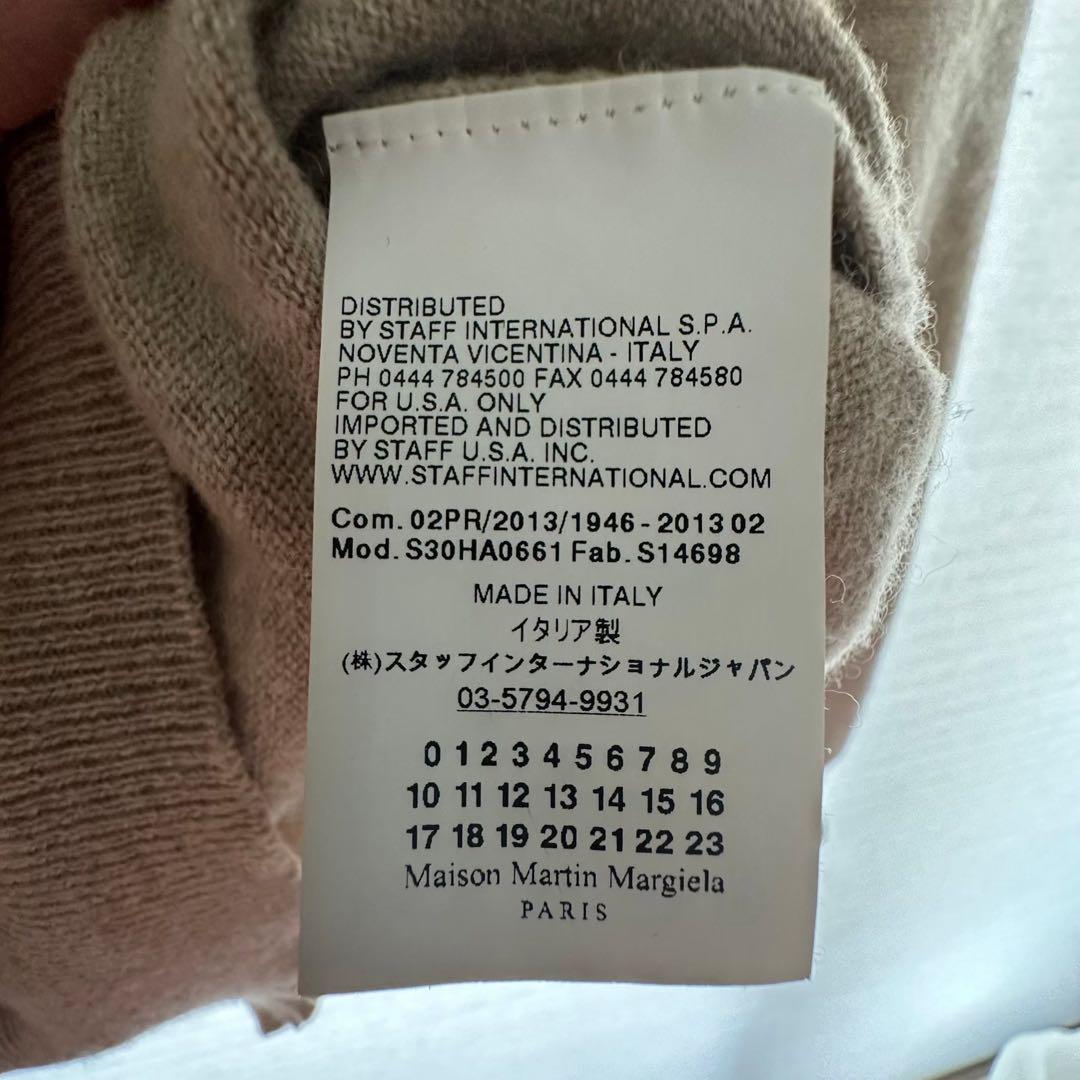 DISTRIBUTED
BY STAFF INTERNATIONAL S.P.A.
NOVENTA VICENTINA - ITALY
PH 0444 784500 FAX 0444 784580
FOR U.S.A. ONLY
IMPORTED AND DISTRIBUTED
BY STAFF U.S.A. INC.
WWW.STAFFINTERNATIONAL.COM
Com. 02PR/2013/1946 - 2013 02
Mod. S30HA0661 Fab. S14698
MADE IN ITALY
イタリア製
(株)スタッフインターナショナルジャパン
03-5794-9931
0 1 2 3 4 5 6 7 8 9
10 11 12 13 14 15 16
17 18 19 20 21 22 23
Maison Martin Margiela
PARIS